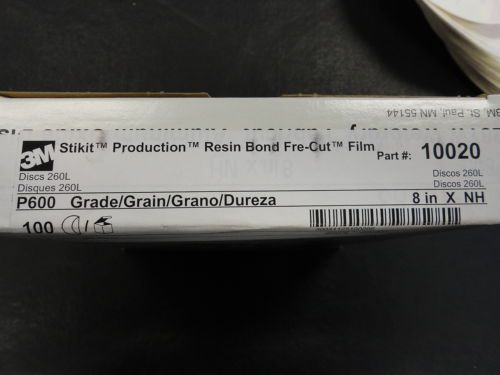 3M, St. Paul, MN 55144
3M Stikit™ Production™ Resin Bond Fre-Cut™ Film Part #: 10020
Discs 260L Discos 260L
Disques 260L Discos 260L
P600 Grade/Grain/Grano/Dureza 8 in X NH
100